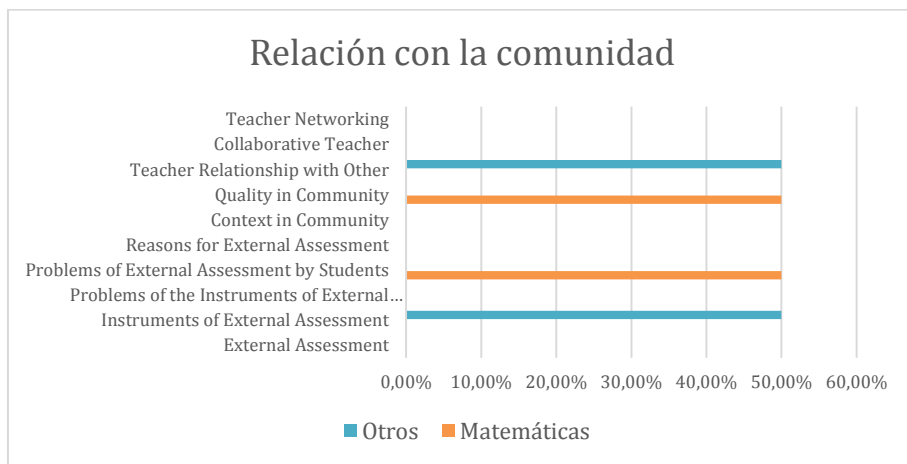 Relación con la comunidad
Teacher Networking
Collaborative Teacher
Teacher Relationship with Other
Quality in Community
Context in Community
Reasons for External Assessment
Problems of External Assessment by Students
Problems of the Instruments of External…
Instruments of External Assessment
External Assessment
0,00% 10,00% 20,00% 30,00% 40,00% 50,00% 60,00%
Otros Matemáticas